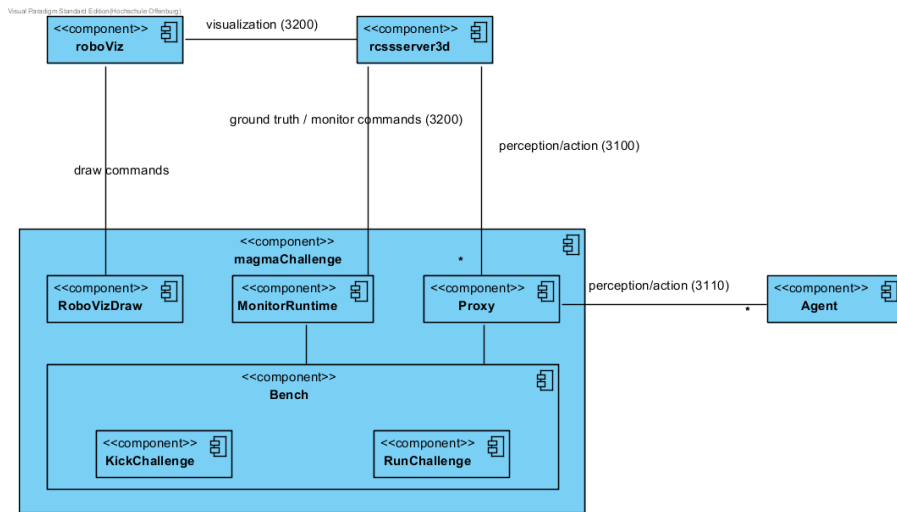 Visual Paradigm Standard Edition(Hochschule Offenburg)
<<component>>
roboViz
visualization (3200)
<<component>>
rcssserver3d
ground truth / monitor commands (3200)
perception/action (3100)
draw commands
<<component>>
magmaChallenge
*
<<component>>
RoboVizDraw
<<component>>
MonitorRuntime
<<component>>
Proxy
perception/action (3110)
*
<<component>>
Agent
<<component>>
Bench
<<component>>
KickChallenge
<<component>>
RunChallenge